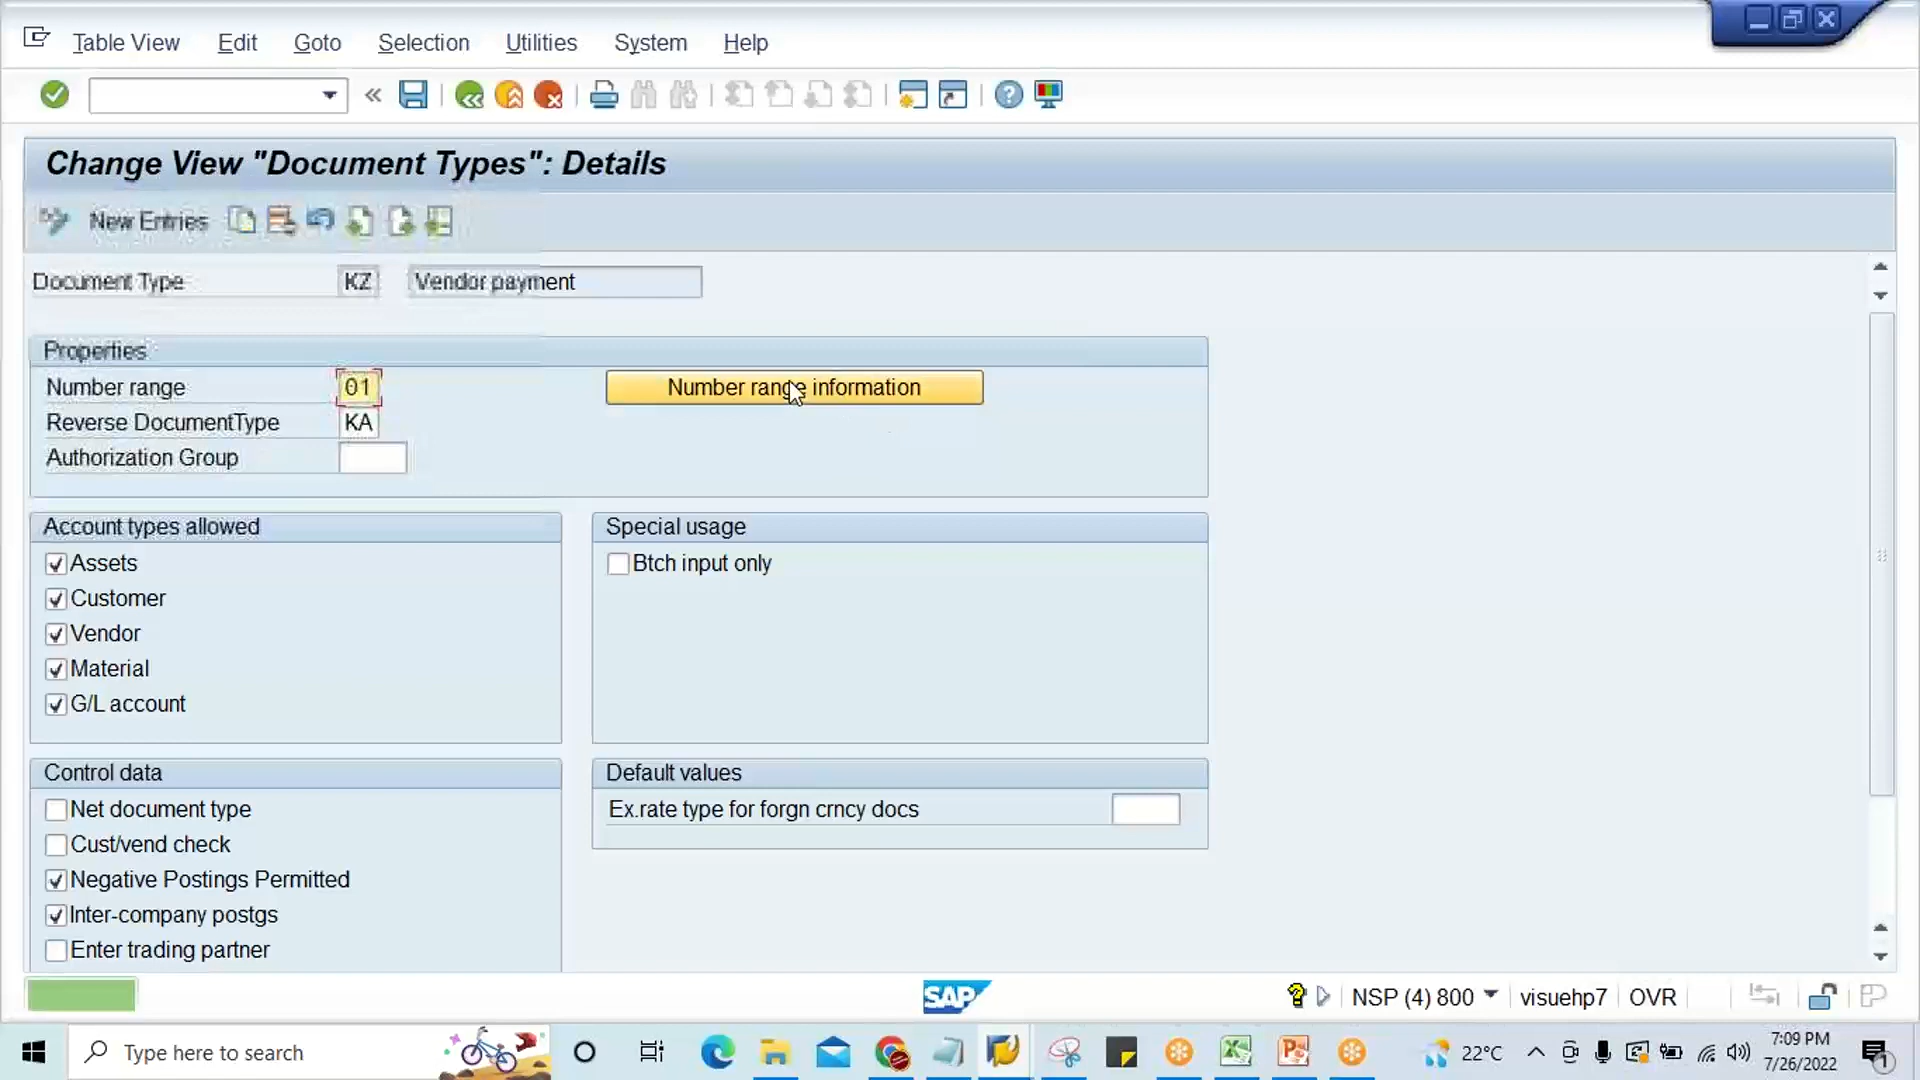 Table View Edit Goto Selection Utilities System Help
Change View "Document Types": Details
New Entries
Document Type KZ Vendor payment
Properties
Number range 01 Number range information
Reverse DocumentType KA
Authorization Group
Account types allowed
Assets
Customer
Vendor
Material
G/L account
Special usage
Btch input only
Control data
Net document type
Cust/vend check
Negative Postings Permitted
Inter-company postgs
Enter trading partner
Default values
Ex.rate type for forgn crncy docs
SAP NSP (4) 800 visuehp7 OVR
Type here to search 22°C 7:09 PM
7/26/2022 1